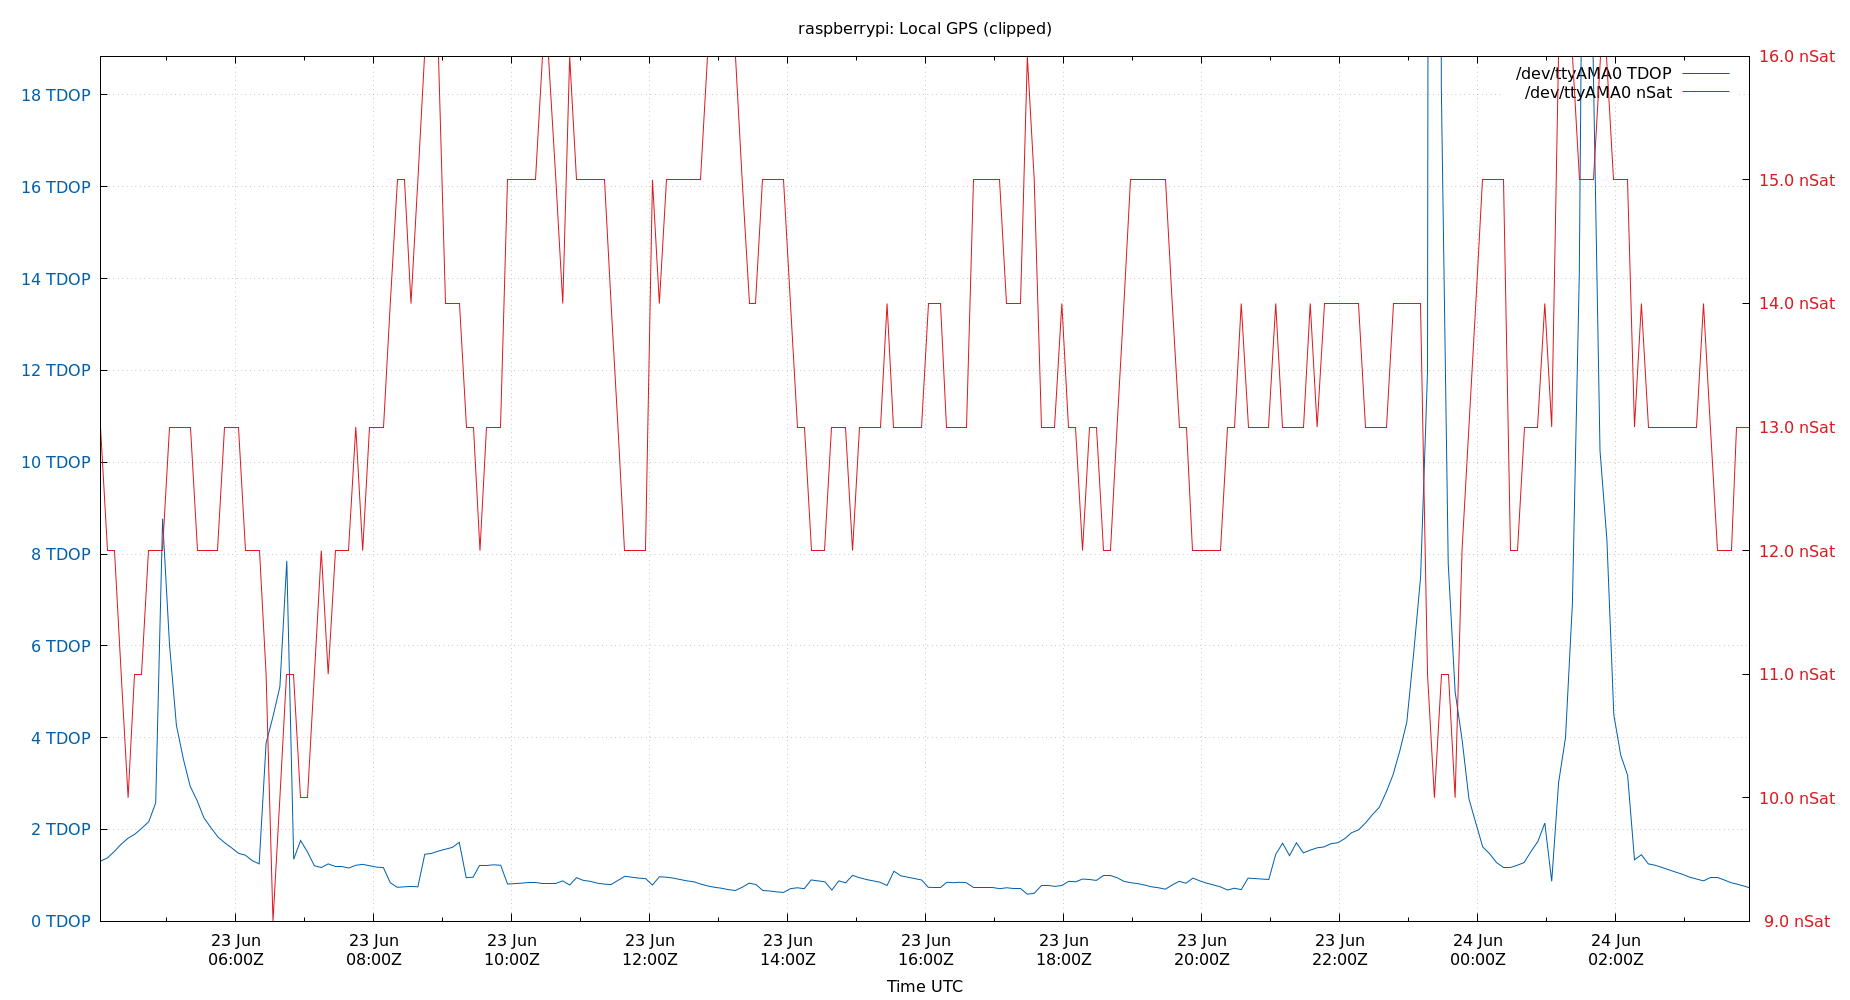 raspberrypi: Local GPS (clipped)
/dev/ttyAMA0 TDOP
/dev/ttyAMA0 nSat
18 TDOP
16 TDOP
14 TDOP
12 TDOP
10 TDOP
8 TDOP
6 TDOP
4 TDOP
2 TDOP
0 TDOP
16.0 nSat
15.0 nSat
14.0 nSat
13.0 nSat
12.0 nSat
11.0 nSat
10.0 nSat
9.0 nSat
23 Jun
06:00Z
23 Jun
08:00Z
23 Jun
10:00Z
23 Jun
12:00Z
23 Jun
14:00Z
23 Jun
16:00Z
23 Jun
18:00Z
23 Jun
20:00Z
23 Jun
22:00Z
24 Jun
00:00Z
24 Jun
02:00Z
Time UTC